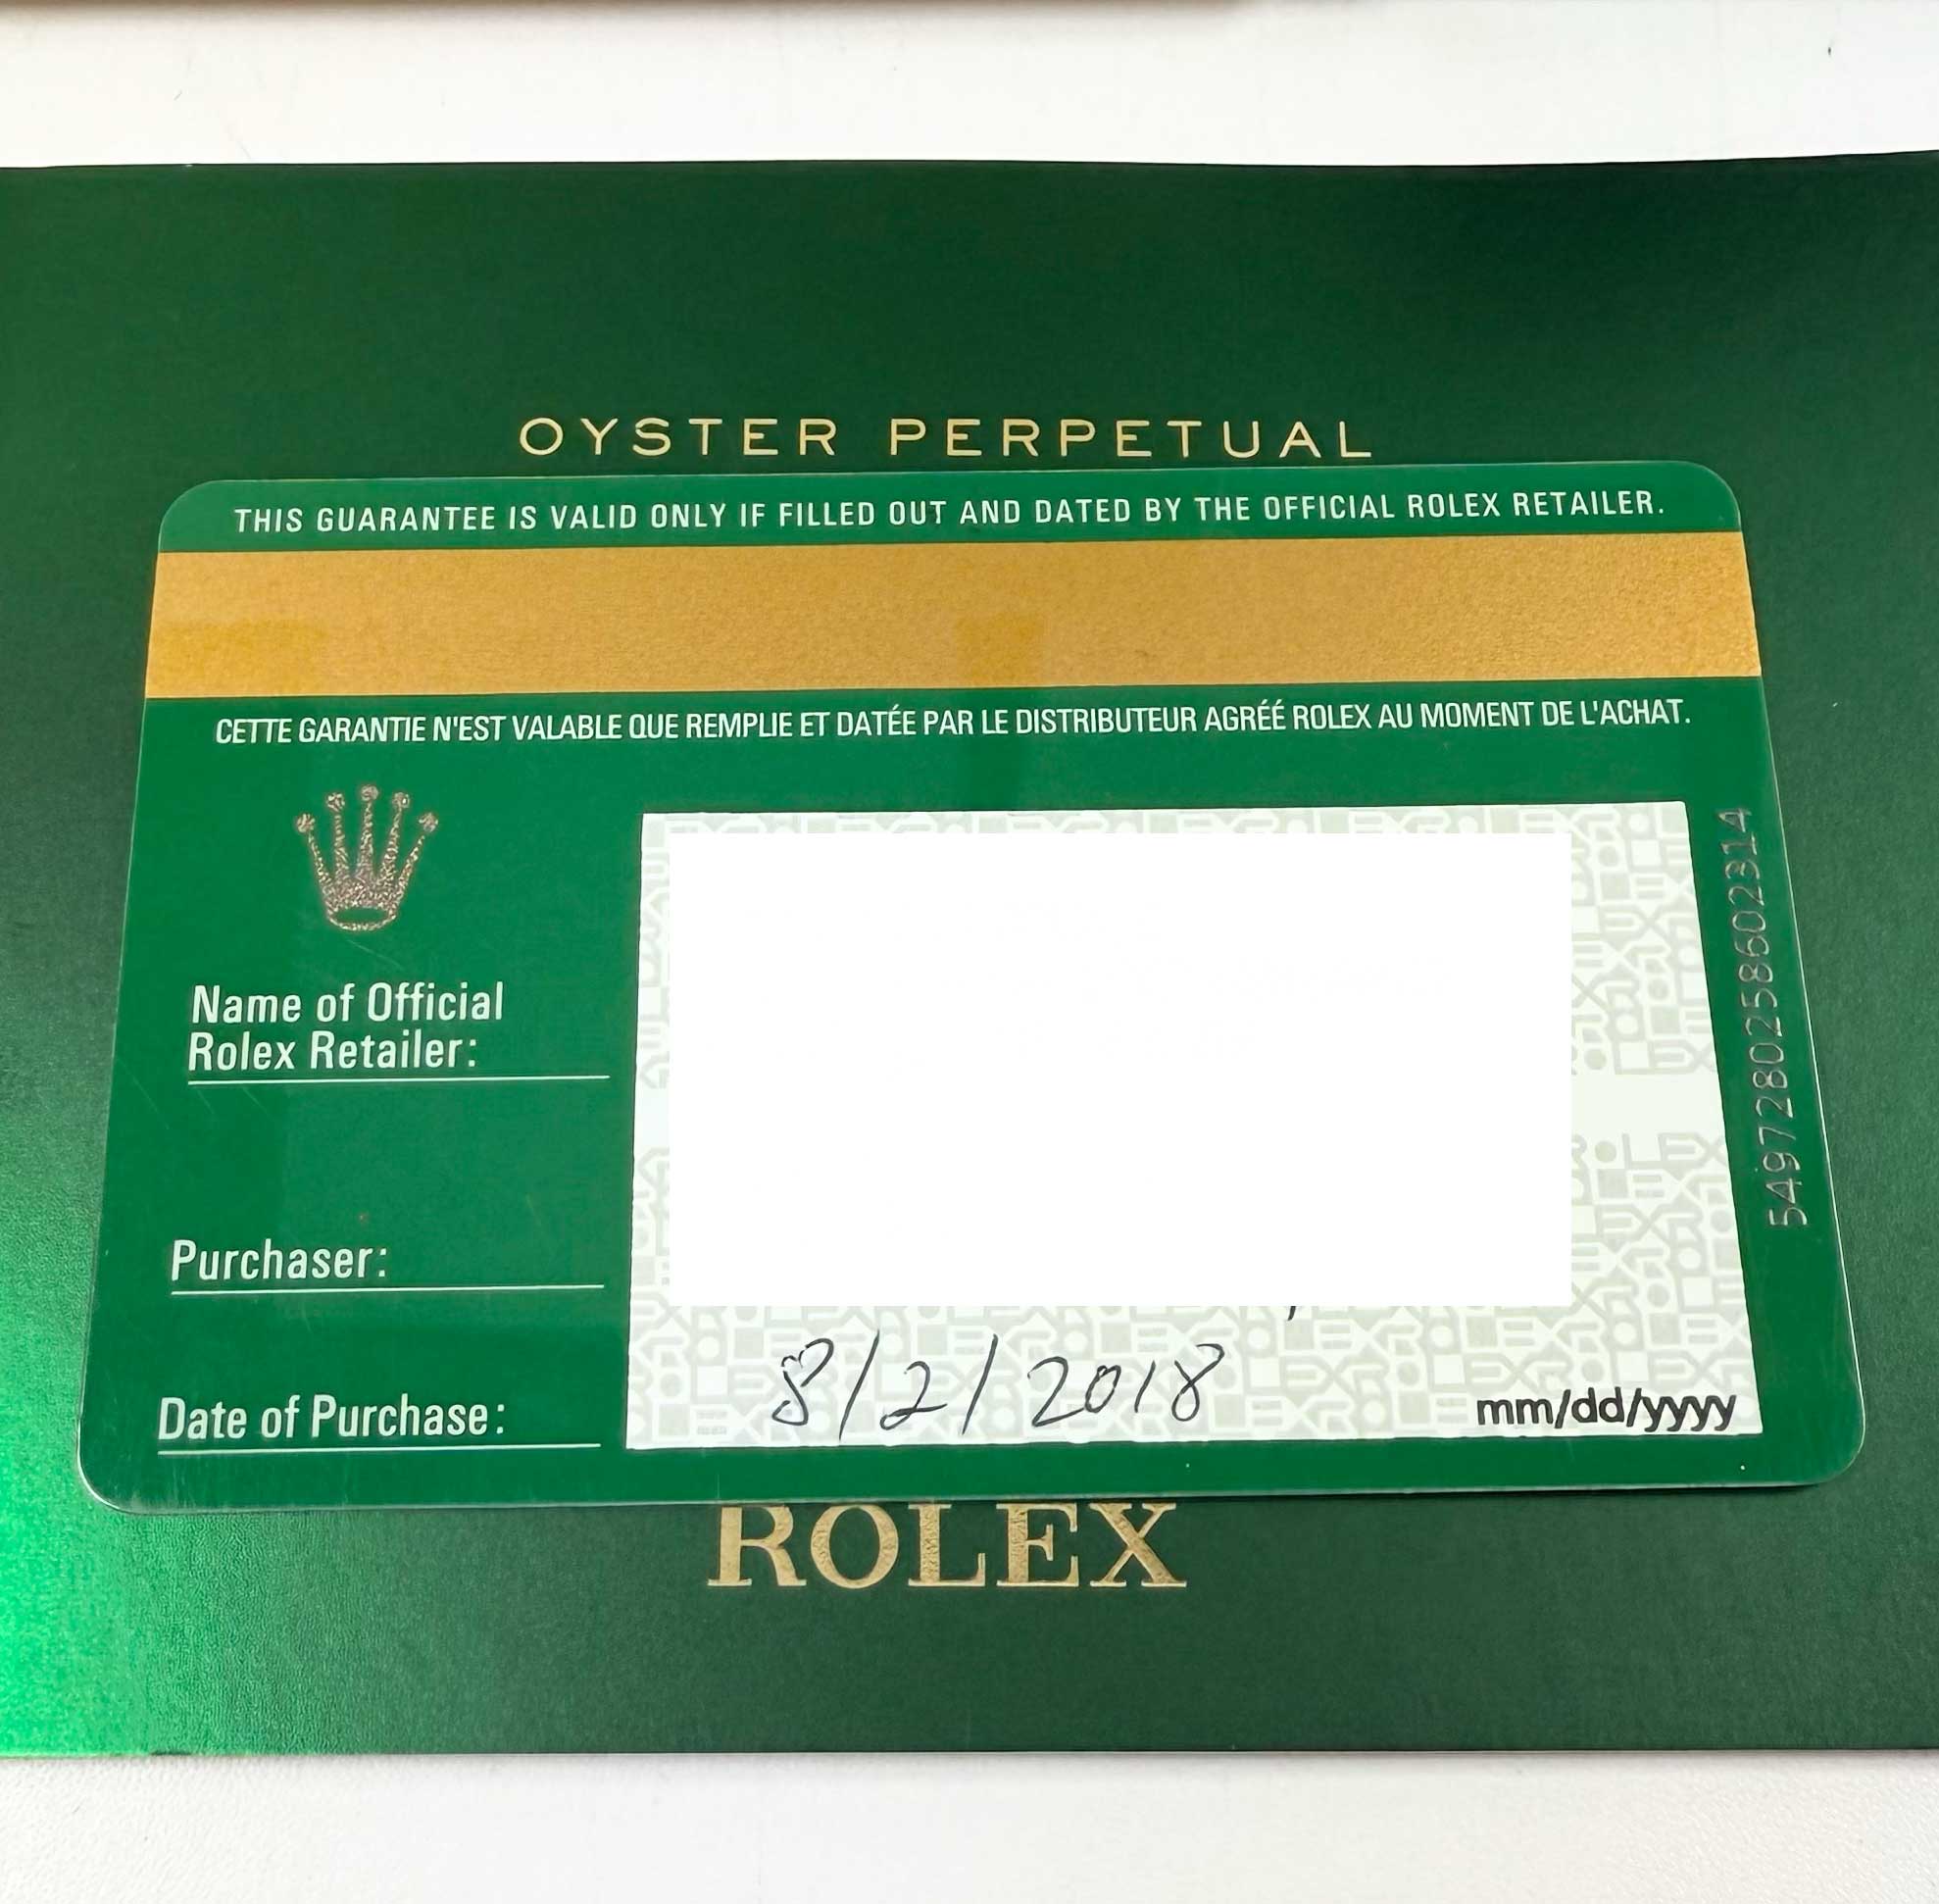 OYSTER PERPETUAL
THIS GUARANTEE IS VALID ONLY IF FILLED OUT AND DATED BY THE OFFICIAL ROLEX RETAILER.
CETTE GARANTIE N'EST VALABLE QUE REMPLIE ET DATÉE PAR LE DISTRIBUTEUR AGRÉÉ ROLEX AU MOMENT DE L'ACHAT.
Name of Official
Rolex Retailer:
Purchaser:
Date of Purchase:
8/2/2018
mm/dd/yyyy
5497280258602314
ROLEX